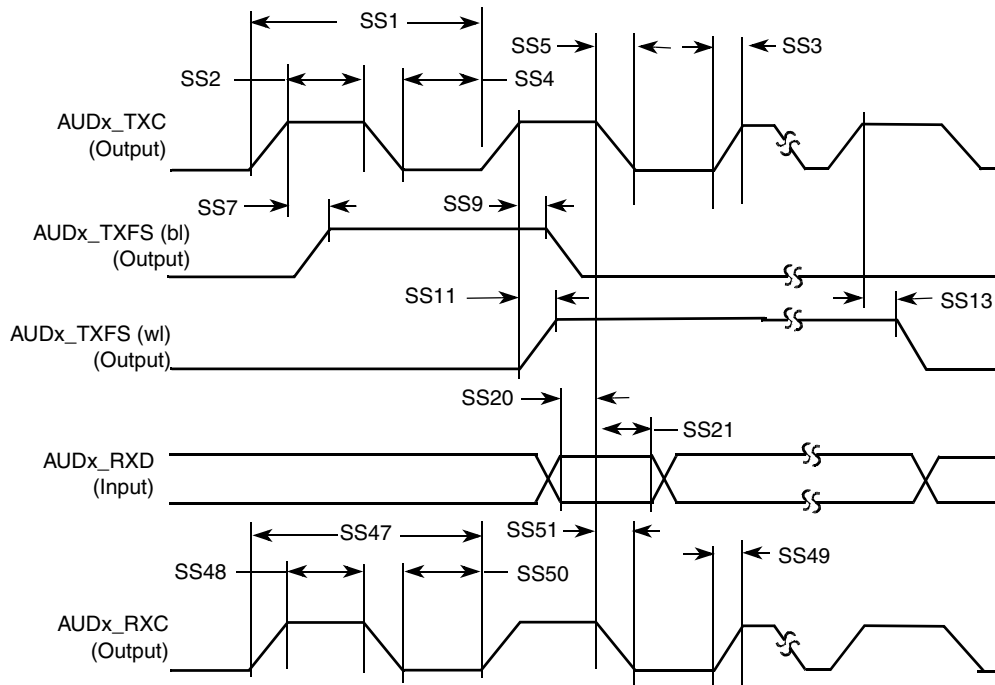 SS1
SS5
SS3
SS2
SS4
AUDx_TXC
(Output)
SS7
SS9
AUDx_TXFS (bl)
(Output)
SS11
SS13
AUDx_TXFS (wl)
(Output)
SS20
SS21
AUDx_RXD
(Input)
SS47
SS51
SS49
SS48
SS50
AUDx_RXC
(Output)